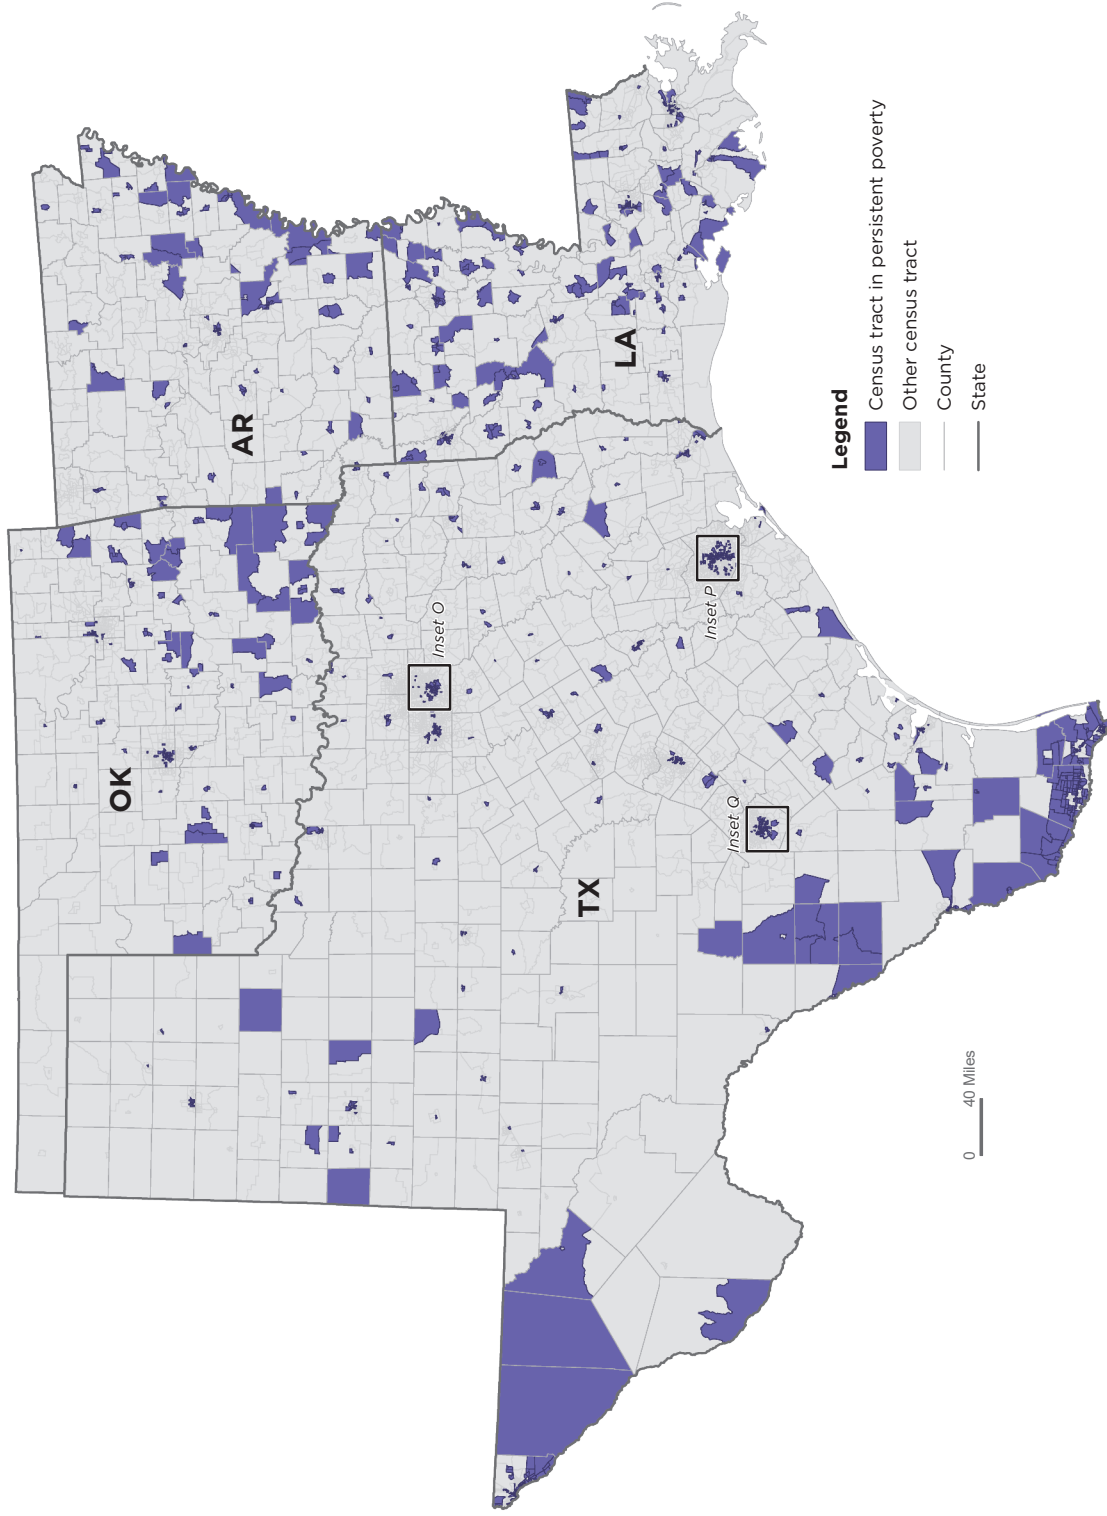 OK
AR
TX
LA
Inset O
Inset P
Inset Q
Legend
Census tract in persistent poverty
Other census tract
County
State
0 40 Miles